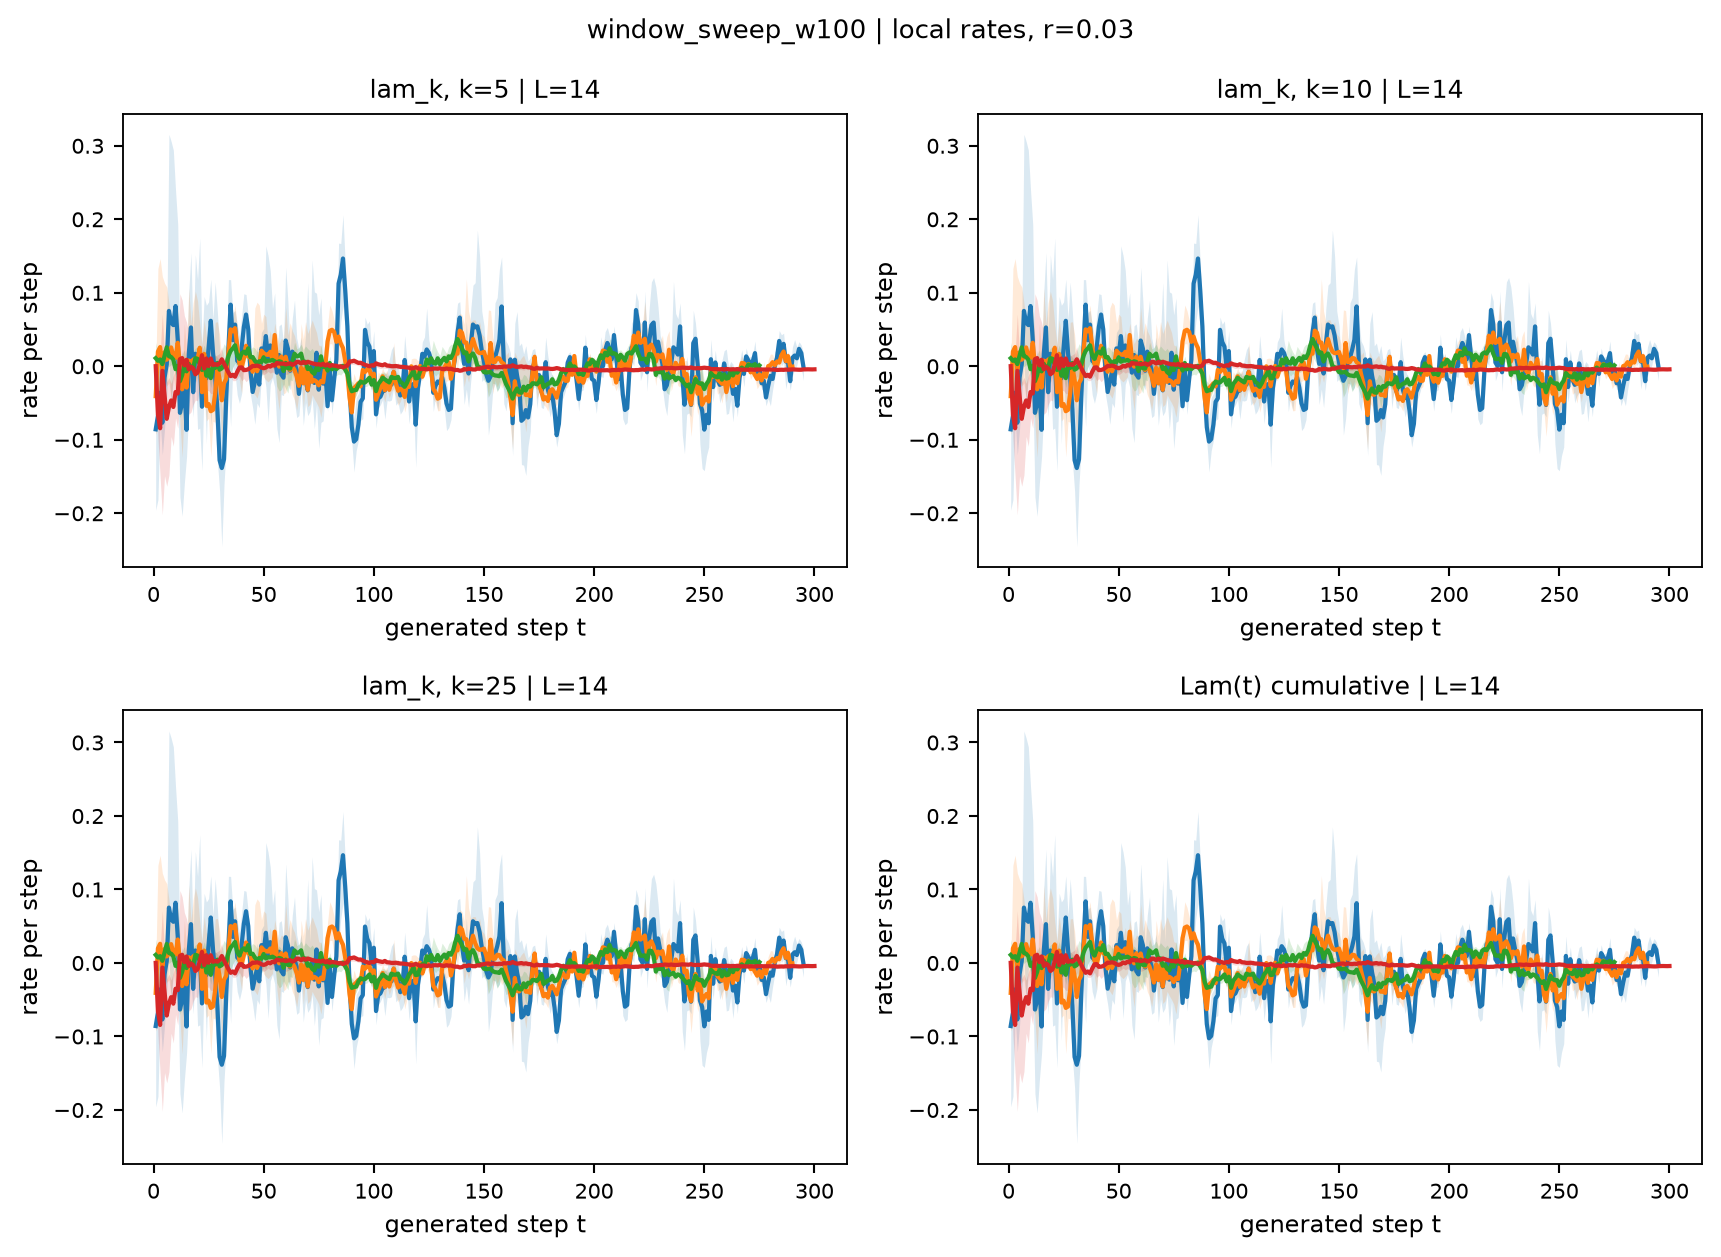 window_sweep_w100 | local rates, r=0.03
lam_k, k=5 | L=14
rate per step
0.3
0.2
0.1
0.0
−0.1
−0.2
0 50 100 150 200 250 300
generated step t
lam_k, k=10 | L=14
rate per step
0.3
0.2
0.1
0.0
−0.1
−0.2
0 50 100 150 200 250 300
generated step t
lam_k, k=25 | L=14
rate per step
0.3
0.2
0.1
0.0
−0.1
−0.2
0 50 100 150 200 250 300
generated step t
Lam(t) cumulative | L=14
rate per step
0.3
0.2
0.1
0.0
−0.1
−0.2
0 50 100 150 200 250 300
generated step t